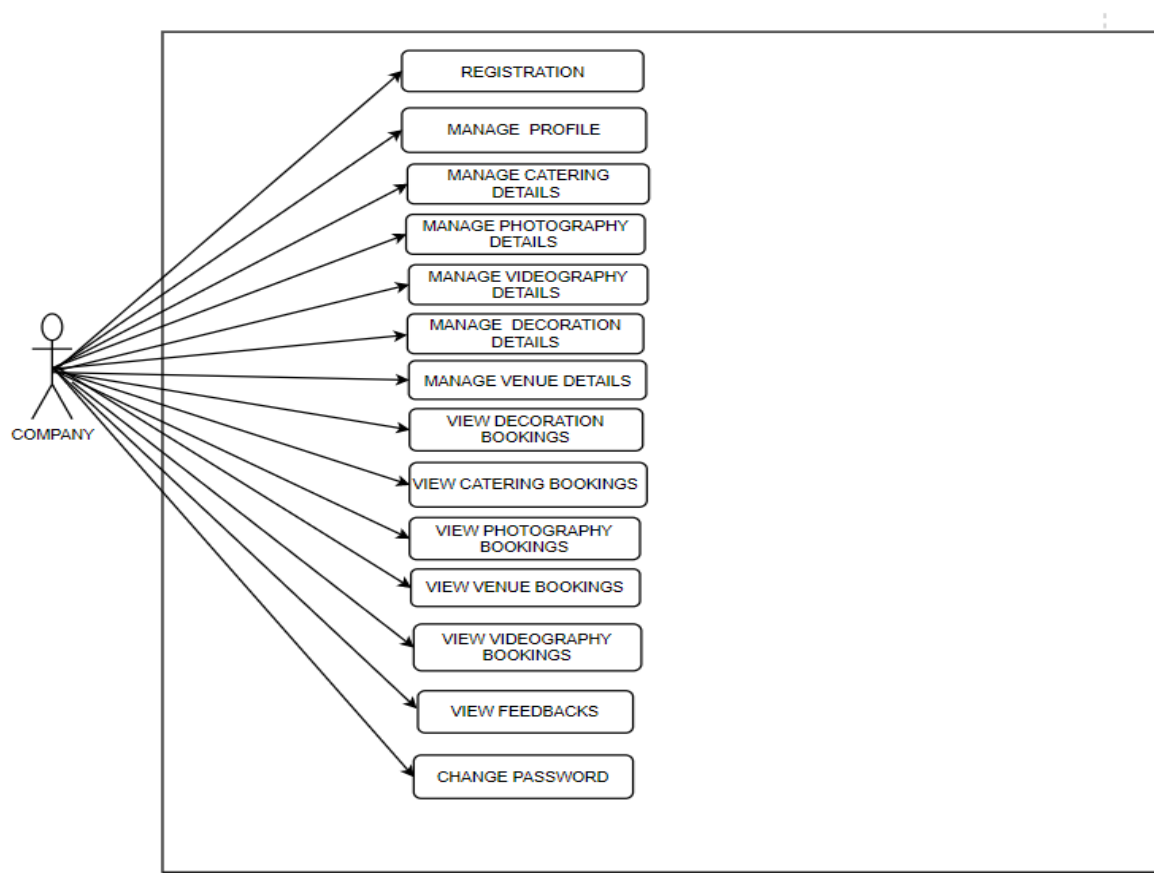 REGISTRATION
MANAGE PROFILE
MANAGE CATERING
DETAILS
MANAGE PHOTOGRAPHY
DETAILS
MANAGE VIDEOGRAPHY
DETAILS
MANAGE DECORATION
DETAILS
MANAGE VENUE DETAILS
COMPANY
VIEW DECORATION
BOOKINGS
VIEW CATERING BOOKINGS
VIEW PHOTOGRAPHY
BOOKINGS
VIEW VENUE BOOKINGS
VIEW VIDEOGRAPHY
BOOKINGS
VIEW FEEDBACKS
CHANGE PASSWORD